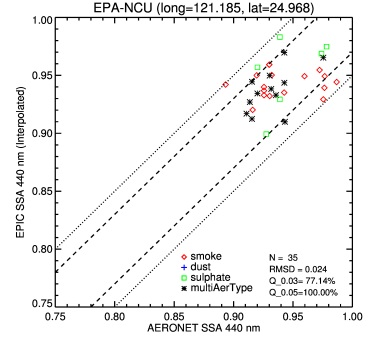 EPA-NCU (long=121.185, lat=24.968)
1.00
0.95
0.90
0.85
0.80
0.75
EPIC SSA 440 nm (Interpolated)
smoke
dust
sulphate
multiAerType
N = 35
RMSD = 0.024
Q_0.03= 77.14%
Q_0.05=100.00%
0.75 0.80 0.85 0.90 0.95 1.00
AERONET SSA 440 nm